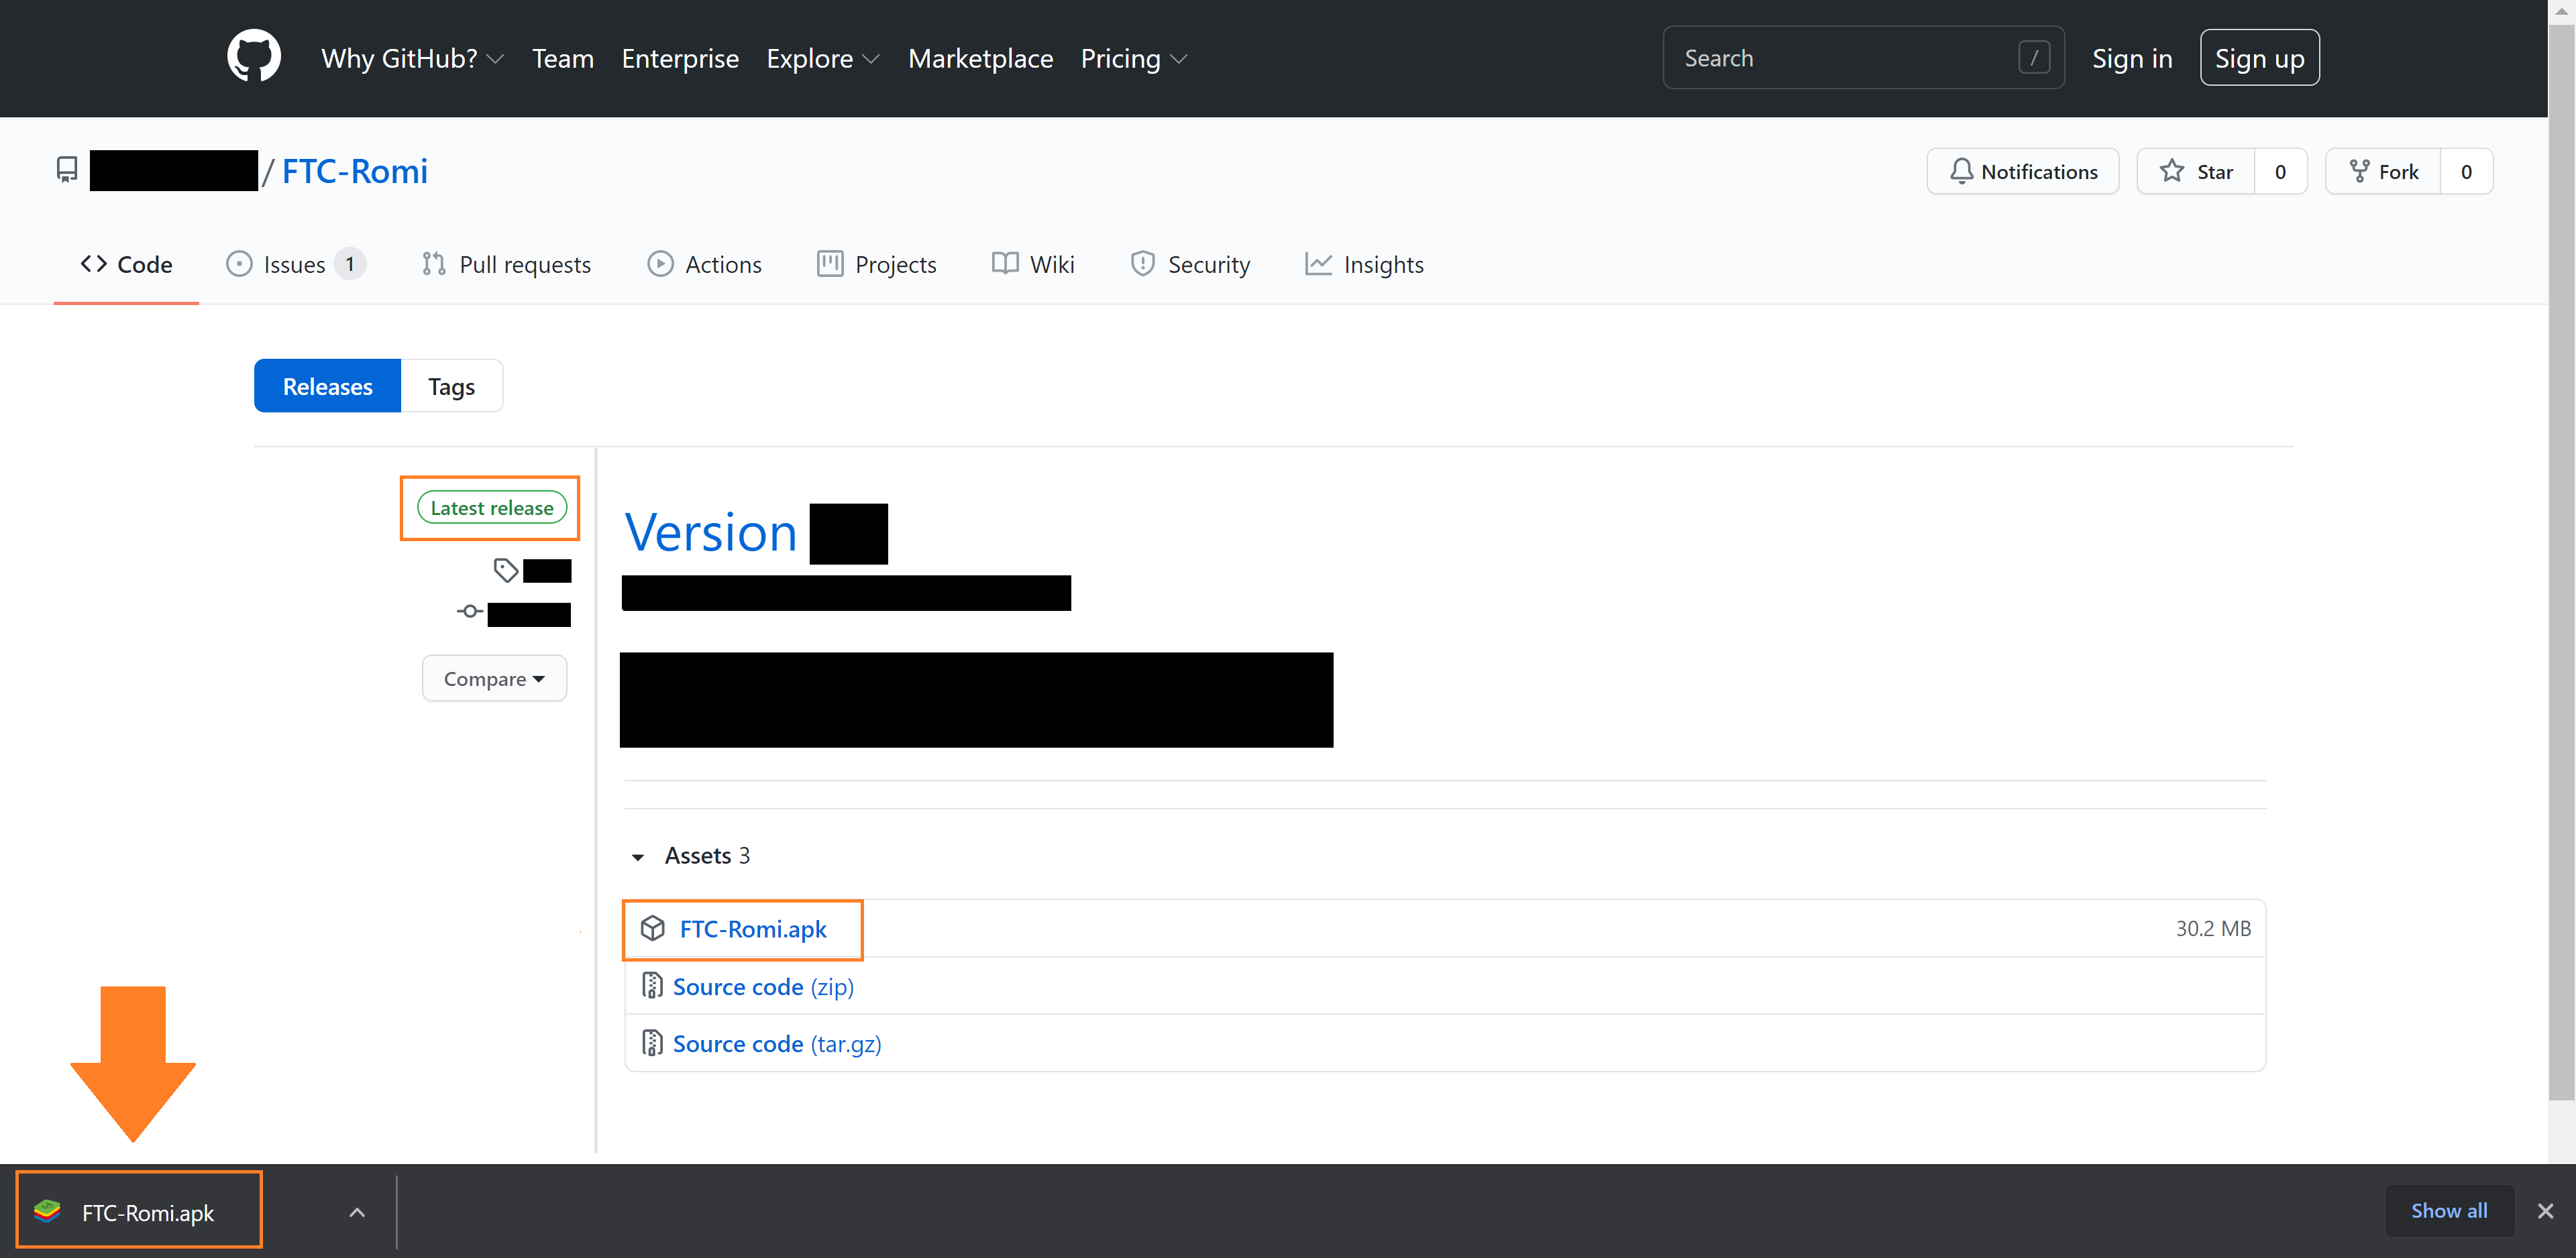 Why GitHub? Team Enterprise Explore Marketplace Pricing Search / Sign in Sign up
/ FTC-Romi Notifications Star 0 Fork 0
Code Issues 1 Pull requests Actions Projects Wiki Security Insights
Releases Tags
Latest release
Version
Compare
Assets 3
FTC-Romi.apk 30.2 MB
Source code (zip)
Source code (tar.gz)
FTC-Romi.apk Show all